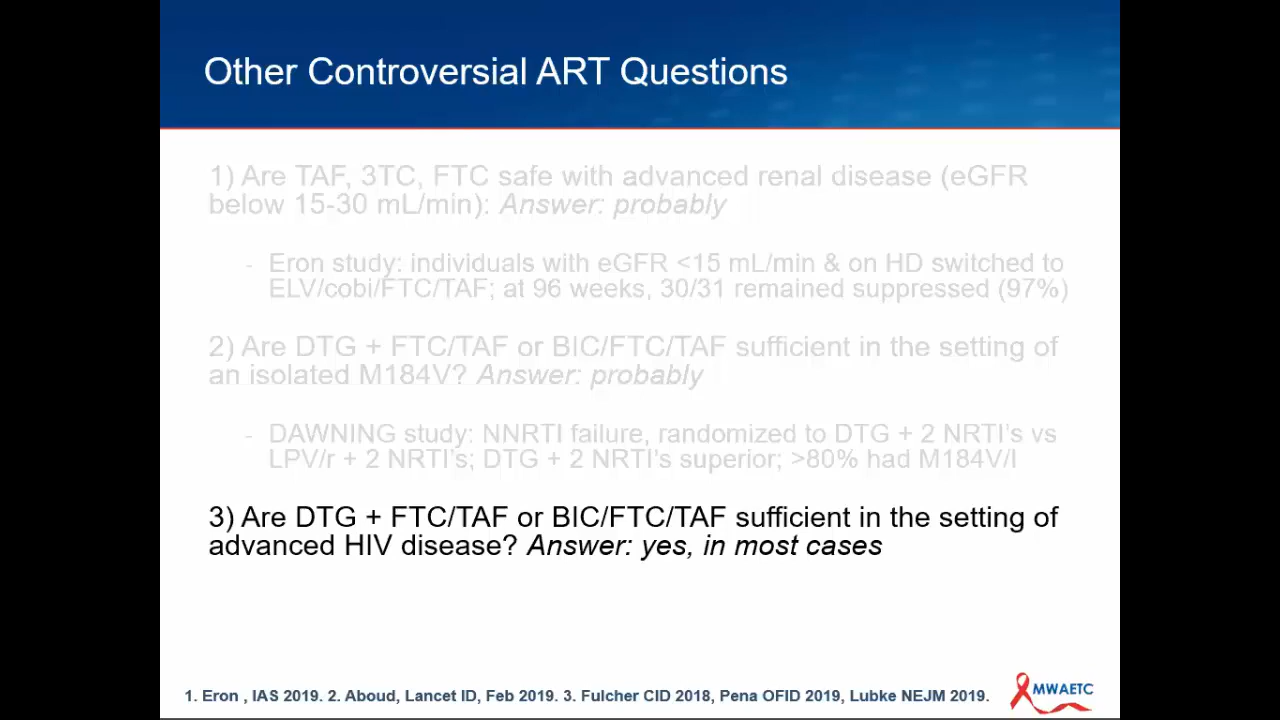 Other Controversial ART Questions
1) Are TAF, 3TC, FTC safe with advanced renal disease (eGFR
below 15-30 mL/min): Answer: probably
- Eron study: individuals with eGFR <15 mL/min & on HD switched to
ELV/cobi/FTC/TAF; at 96 weeks, 30/31 remained suppressed (97%)
2) Are DTG + FTC/TAF or BIC/FTC/TAF sufficient in the setting of
an isolated M184V? Answer: probably
- DAWNING study: NNRTI failure, randomized to DTG + 2 NRTI's vs
LPV/r + 2 NRTI's; DTG + 2 NRTI's superior; >80% had M184V/I
3) Are DTG + FTC/TAF or BIC/FTC/TAF sufficient in the setting of
advanced HIV disease? Answer: yes, in most cases
1. Eron , IAS 2019. 2. Aboud, Lancet ID, Feb 2019. 3. Fulcher CID 2018, Pena OFID 2019, Lubke NEJM 2019.
MWAETC